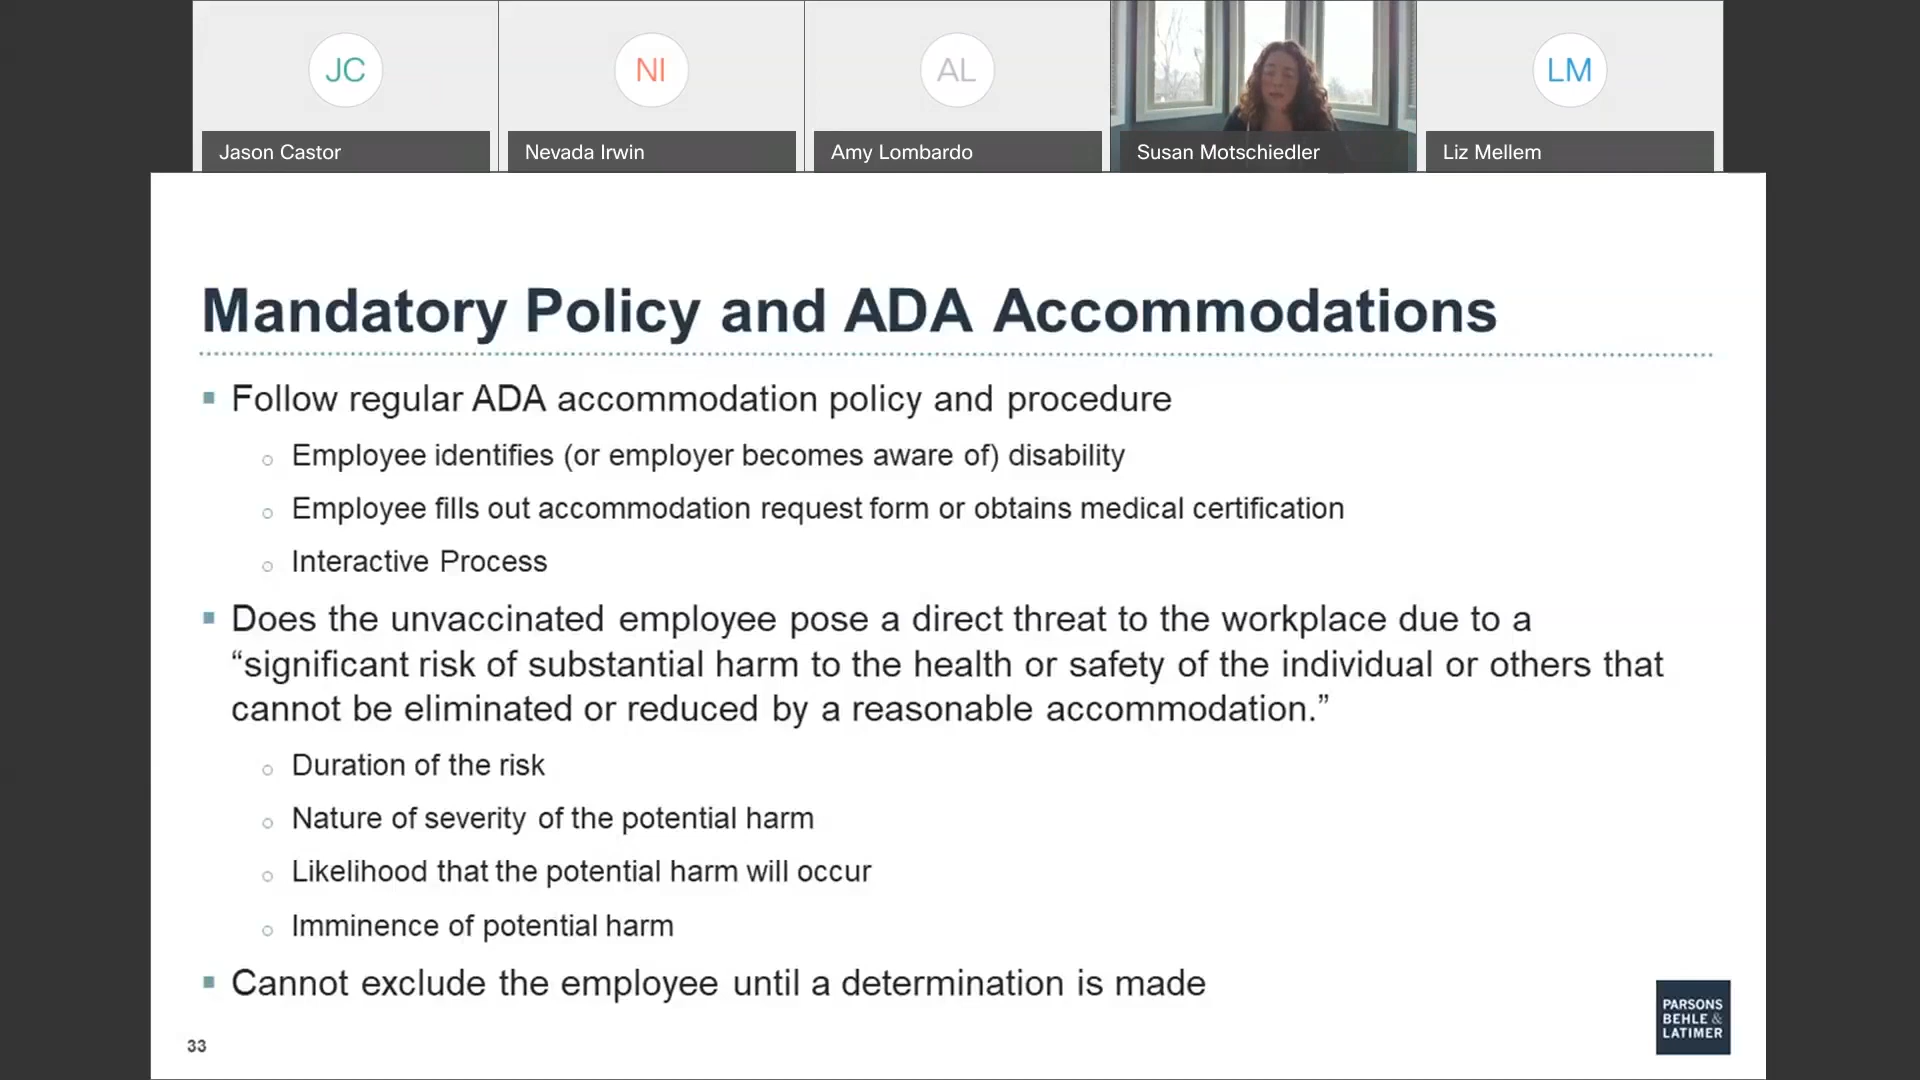 JC
NI
AL
LM
Jason Castor
Nevada Irwin
Amy Lombardo
Susan Motschiedler
Liz Mellem
Mandatory Policy and ADA Accommodations
Follow regular ADA accommodation policy and procedure
Employee identifies (or employer becomes aware of) disability
Employee fills out accommodation request form or obtains medical certification
Interactive Process
Does the unvaccinated employee pose a direct threat to the workplace due to a
“significant risk of substantial harm to the health or safety of the individual or others that
cannot be eliminated or reduced by a reasonable accommodation.”
Duration of the risk
Nature of severity of the potential harm
Likelihood that the potential harm will occur
Imminence of potential harm
Cannot exclude the employee until a determination is made
33
PARSONS
BEHLE &
LATIMER